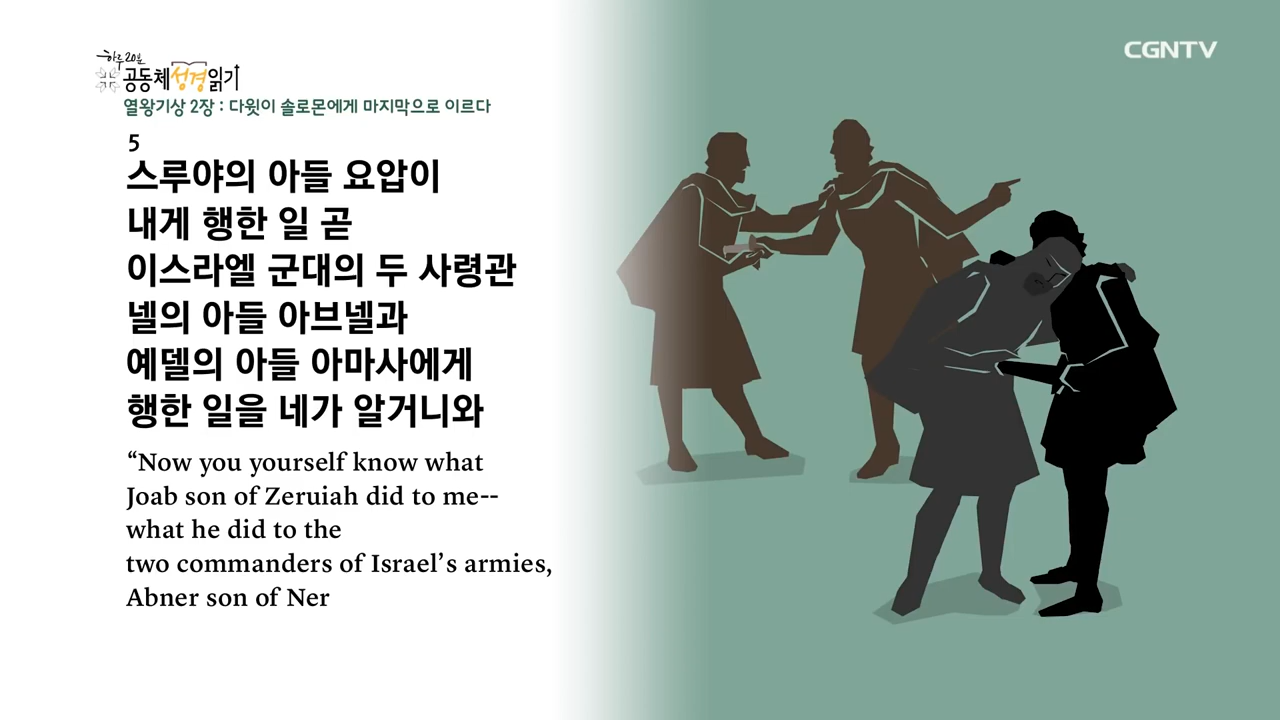 하루 20분
공동체성경읽기
CGNTV
열왕기상 2장 : 다윗이 솔로몬에게 마지막으로 이르다
5
스루야의 아들 요압이
내게 행한 일 곧
이스라엘 군대의 두 사령관
넬의 아들 아브넬과
예델의 아들 아마사에게
행한 일을 네가 알거니와
“Now you yourself know what
Joab son of Zeruiah did to me--
what he did to the
two commanders of Israel’s armies,
Abner son of Ner